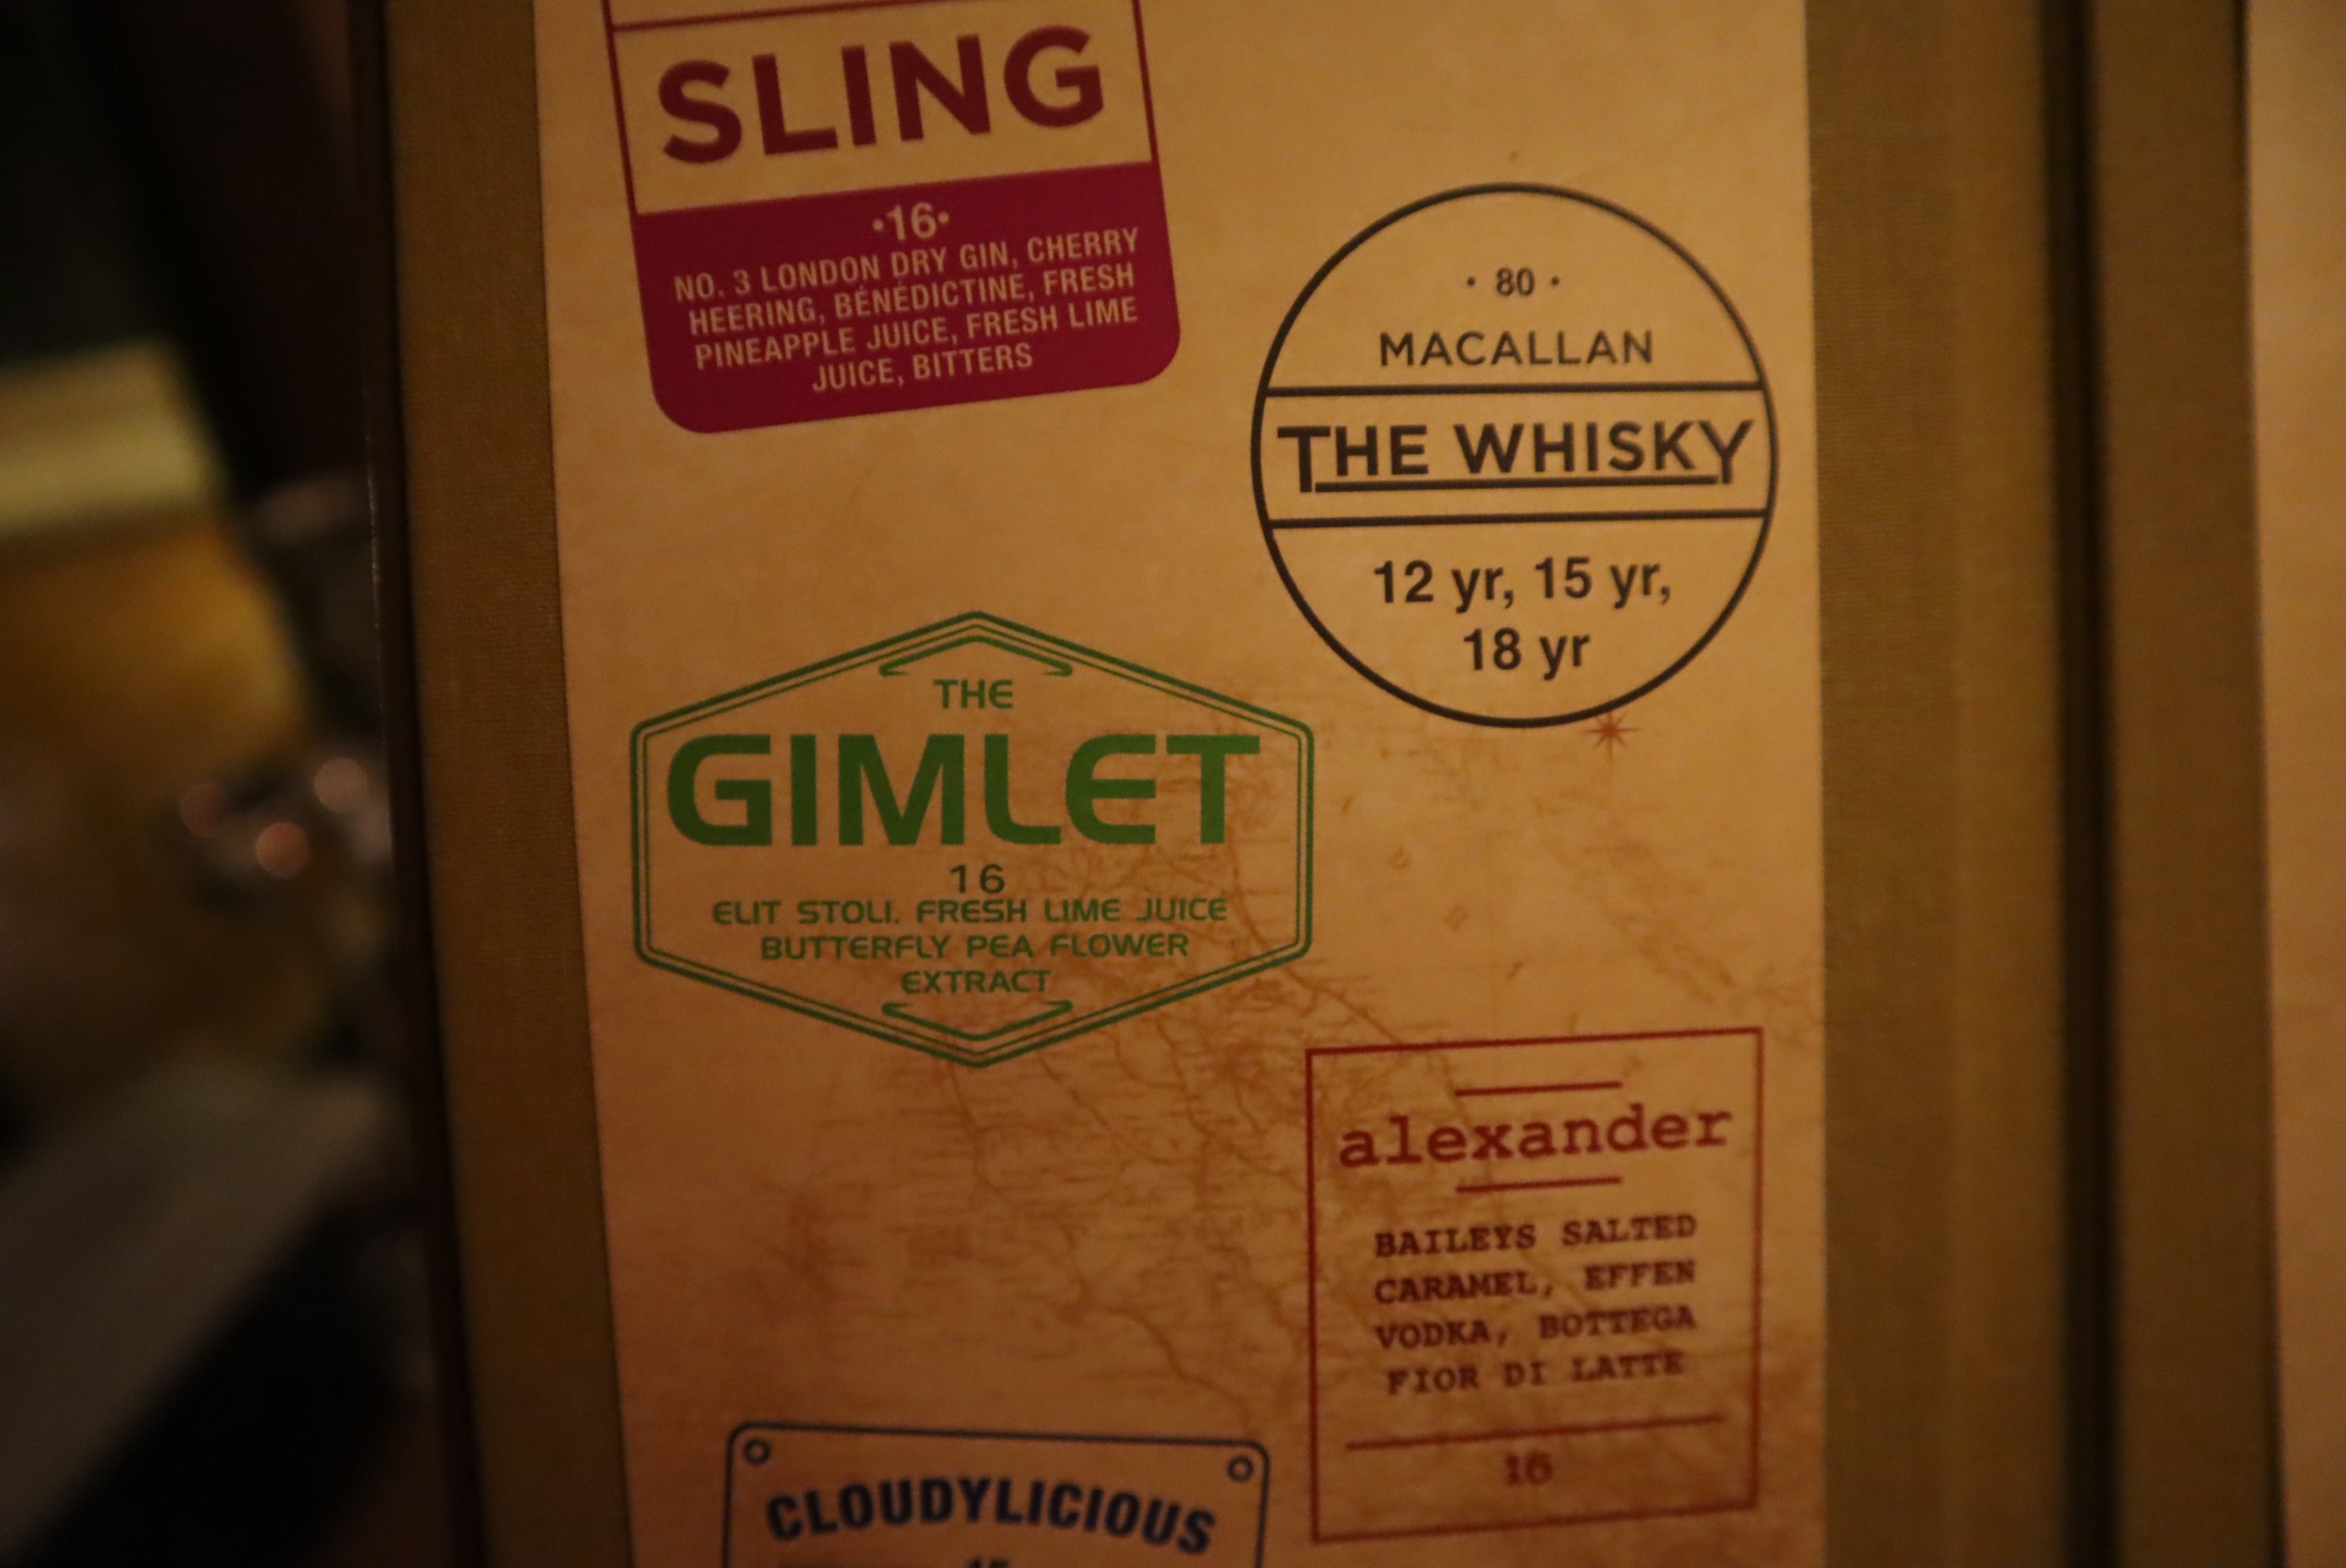 SLING
·16·
NO. 3 LONDON DRY GIN, CHERRY
HEERING, BÉNÉDICTINE, FRESH
PINEAPPLE JUICE, FRESH LIME
JUICE, BITTERS
· 80 ·
MACALLAN
THE WHISKY
12 yr, 15 yr,
18 yr
THE
GIMLET
16
ELIT STOLI. FRESH LIME JUICE
BUTTERFLY PEA FLOWER
EXTRACT
alexander
BAILEYS SALTED
CARAMEL, EFFEN
VODKA, BOTTEGA
FIOR DI LATTE
16
CLOUDYLICIOUS